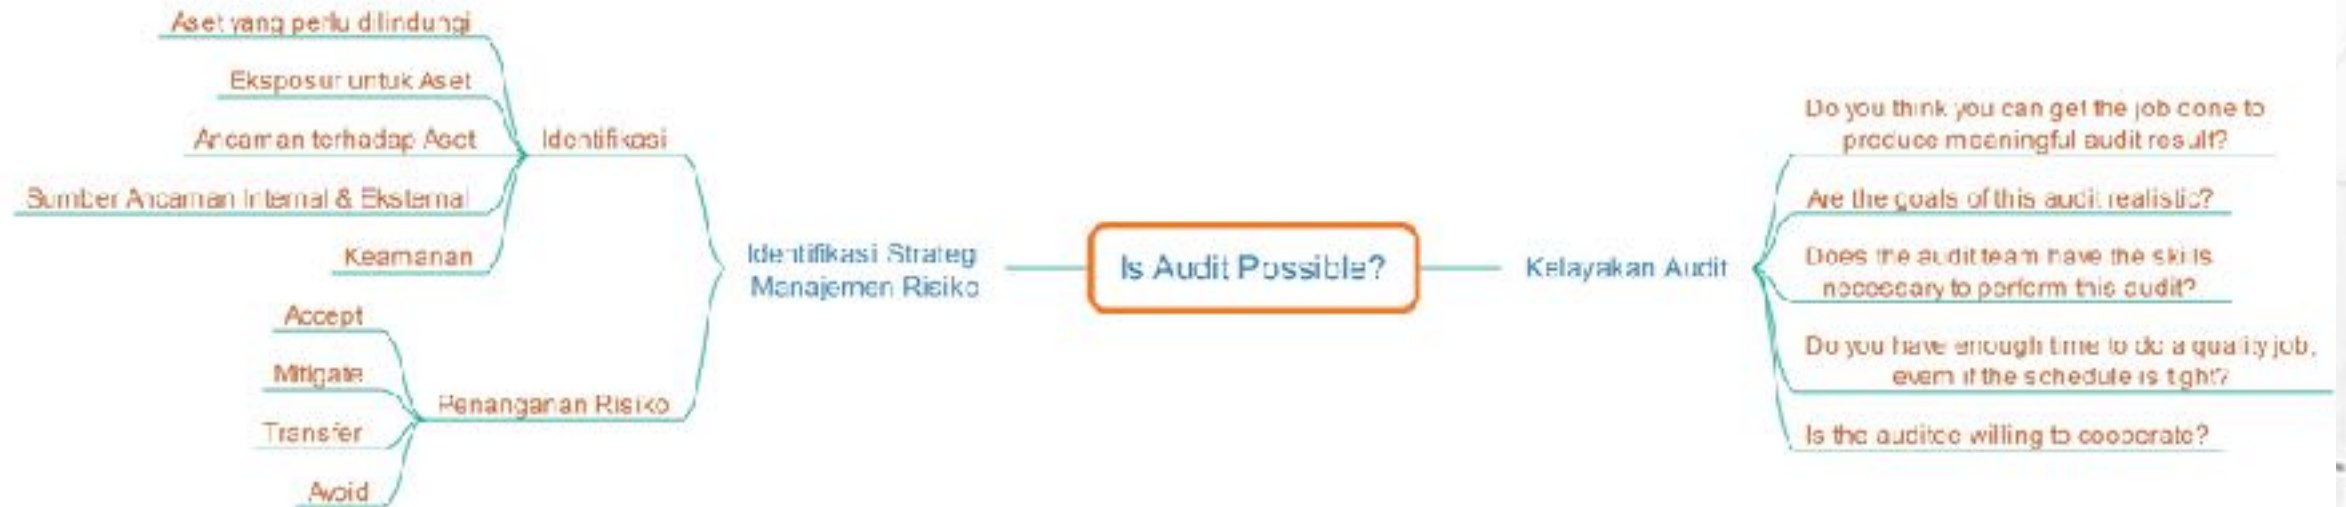 Aset yang perlu dilindungi
Eksposur untuk Aset
Ancaman terhadap Aset
Sumber Ancaman Internal & Eksternal
Keamanan
Identifikasi
Accept
Mitigate
Transfer
Avoid
Penanganan Risiko
Identifikasi Strategi
Manajemen Risiko
Is Audit Possible?
Kelayakan Audit
Do you think you can get the job done to
produce meaningful audit result?
Are the goals of this audit realistic?
Does the audit team have the skills
necessary to perform this audit?
Do you have enough time to do a quality job,
evem if the schedule is tight?
Is the auditee willing to cooperate?